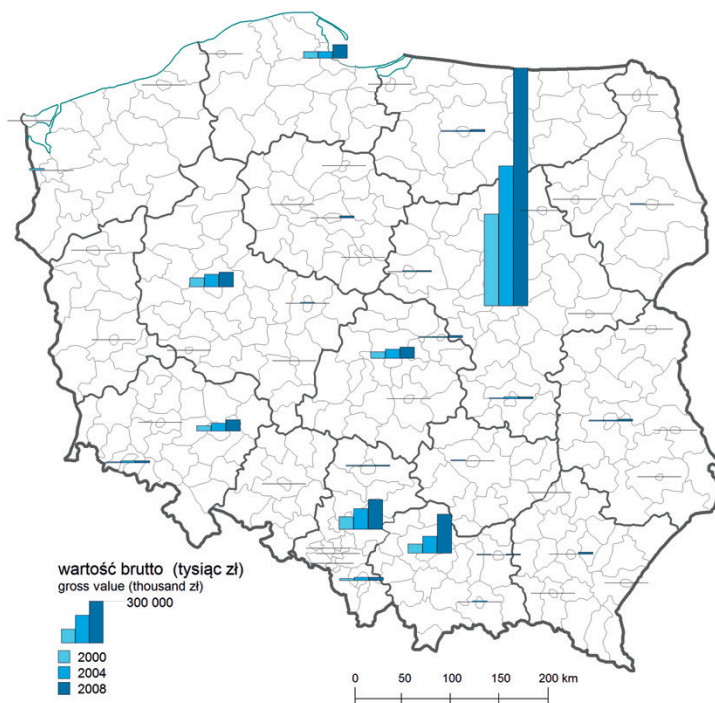 wartość brutto (tysiąc zł)
gross value (thousand zł)
300 000
2000
2004
2008
0 50 100 150 200 km